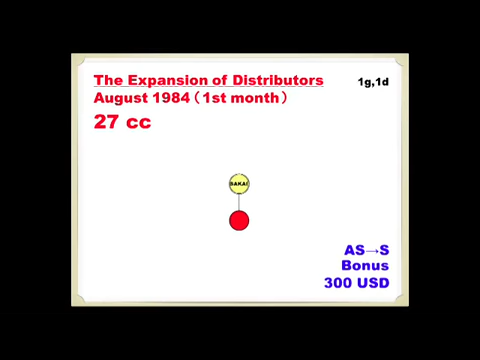 The Expansion of Distributors
1g,1d
August 1984（1st month）
27 cc
SAKAI
AS→S
Bonus
300 USD